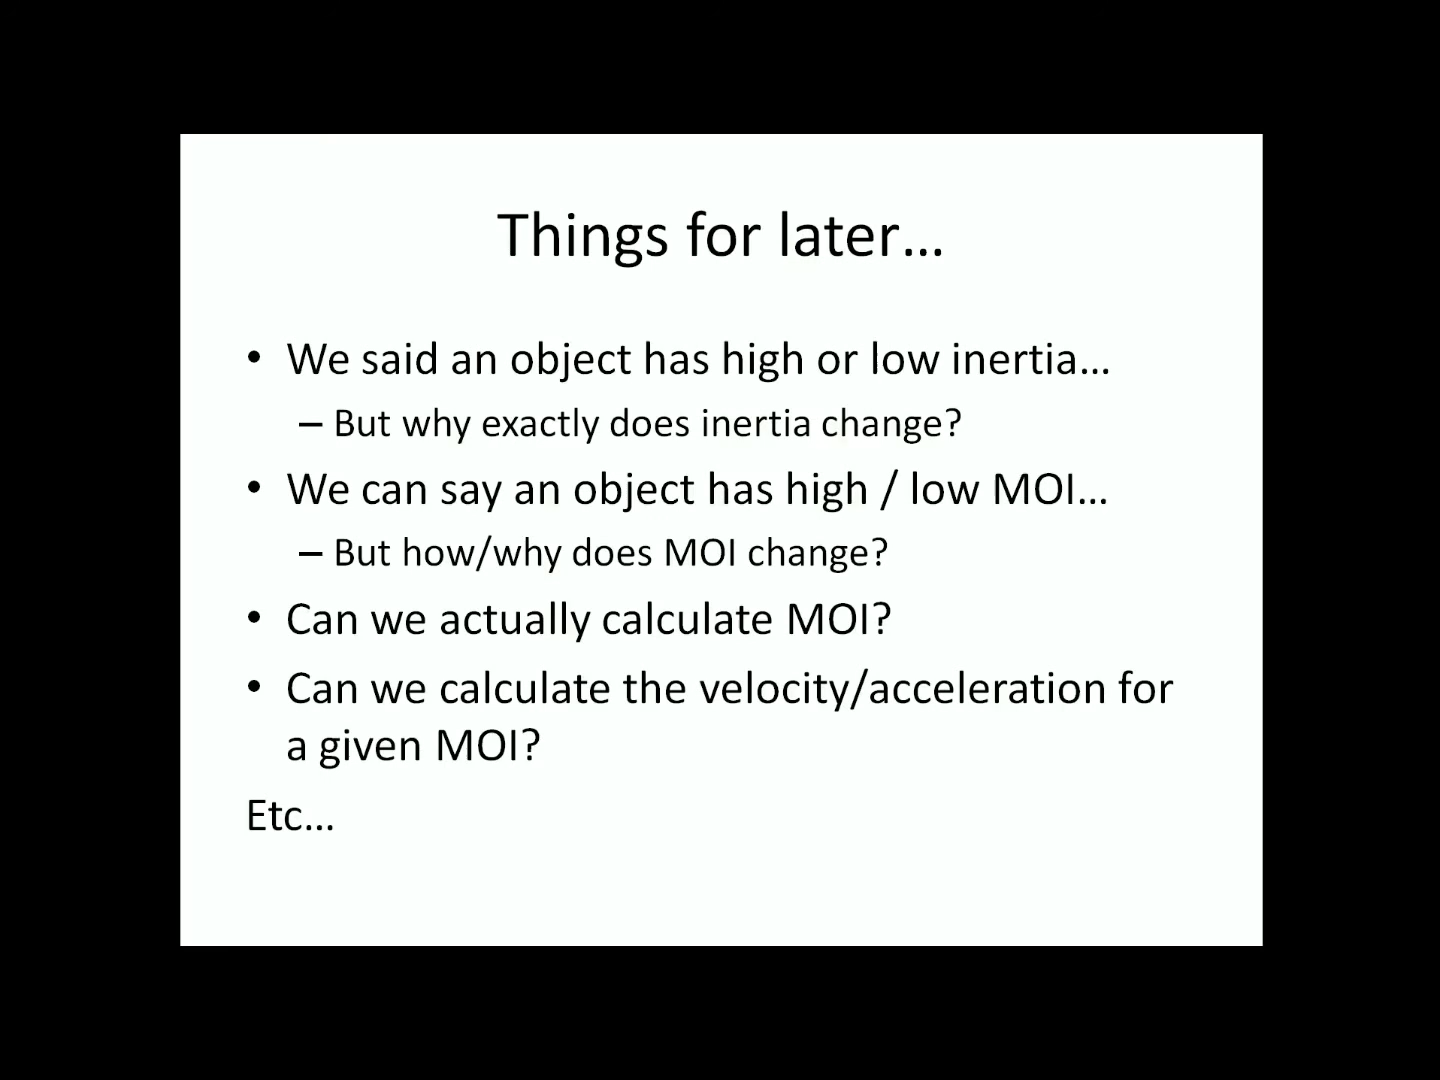 Things for later…
• We said an object has high or low inertia…
– But why exactly does inertia change?
• We can say an object has high / low MOI…
– But how/why does MOI change?
• Can we actually calculate MOI?
• Can we calculate the velocity/acceleration for
a given MOI?
Etc…